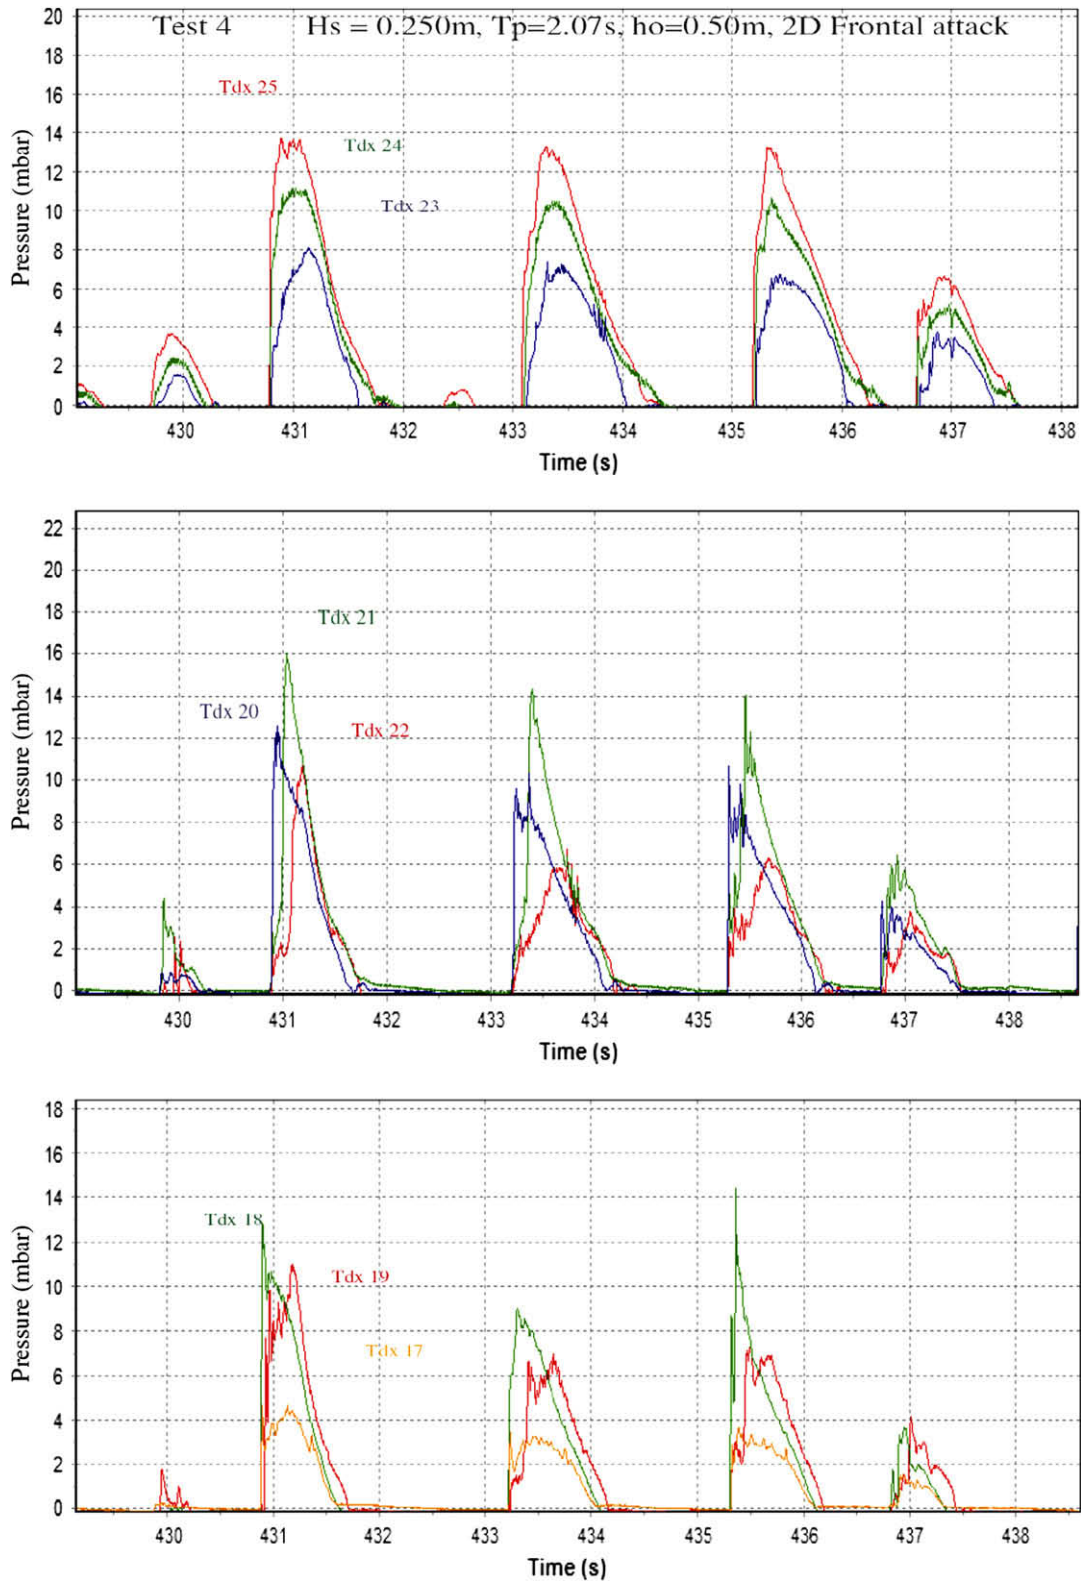 20
Test 4 Hs = 0.250m, Tp=2.07s, ho=0.50m, 2D Frontal attack
18
Tdx 25
16
14
Tdx 24
12
Tdx 23
10
8
6
4
2
0
Pressure (mbar)
430 431 432 433 434 435 436 437 438
Time (s)
22
20
18
Tdx 21
16
14
Tdx 20
Tdx 22
12
10
8
6
4
2
0
Pressure (mbar)
430 431 432 433 434 435 436 437 438
Time (s)
18
16
14
Tdx 18
12
Tdx 19
10
8
Tdx 17
6
4
2
0
Pressure (mbar)
430 431 432 433 434 435 436 437 438
Time (s)